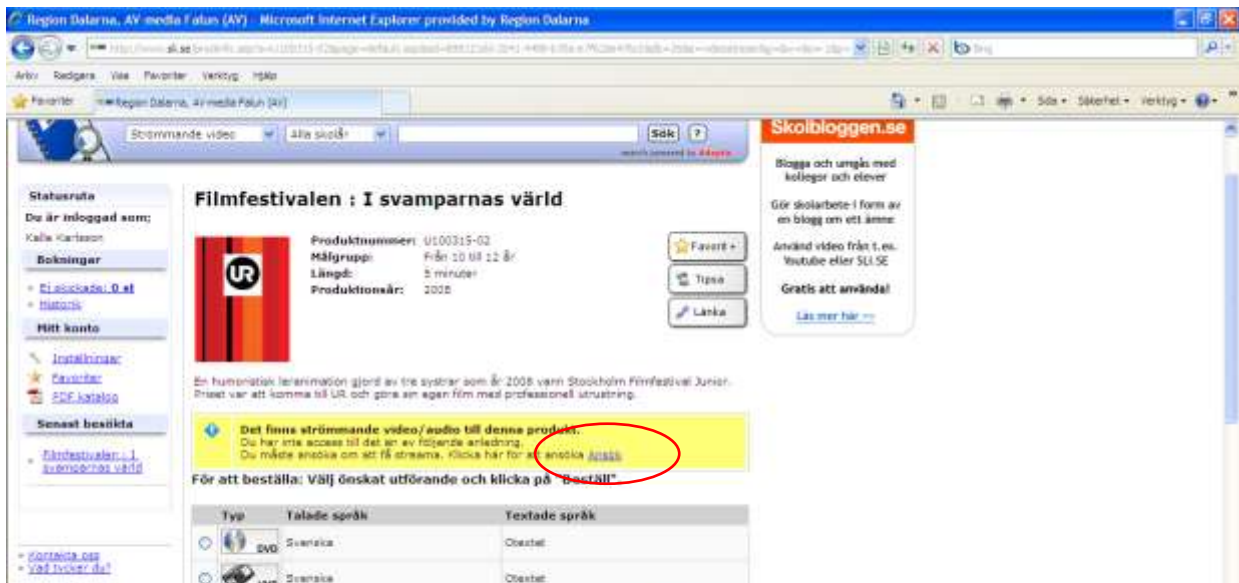 Region Dalarna, AV-media Falun (AV) - Microsoft Internet Explorer provided by Region Dalarna
Arkiv Redigera Visa Favoriter Verktyg Hjälp
Favoriter Region Dalarna, AV-media Falun (AV)
Sida Säkerhet Verktyg
Strömmande video Alla skolår Sök ?
search powered by Adapto
Statusruta
Du är inloggad som:
Kalle Karlsson
Bokningar
Ej skickade: 0 st
Historik
Mitt konto
Inställningar
Favoriter
PDF katalog
Senast besökta
Filmfestivalen : I
svamparnas värld
Kontakta oss
Vad tycker du?
Filmfestivalen : I svamparnas värld
UR
Produktnummer: U100315-02
Målgrupp: Från 10 till 12 år
Längd: 5 minuter
Produktionsår: 2008
Favorit +
Tipsa
Länka
En humoristisk leranimation gjord av tre systrar som år 2008 vann Stockholm Filmfestival Junior.
Priset var att komma till UR och göra en egen film med professionell utrustning.
Det finns strömmande video/audio till denna produkt.
Du har inte access till det en av följande anledning.
Du måste ansöka om att få streama. Klicka här för att ansöka Ansök
För att beställa: Välj önskat utförande och klicka på "Beställ"
Typ Talade språk Textade språk
DVD Svenska Otextat
VHS Svenska Otextat
Skolbloggen.se
Blogga och umgås med
kollegor och elever
Gör skolarbete i form av
en blogg om ett ämne
Använd video från t.ex.
Youtube eller SLI.SE
Gratis att använda!
Läs mer här >>